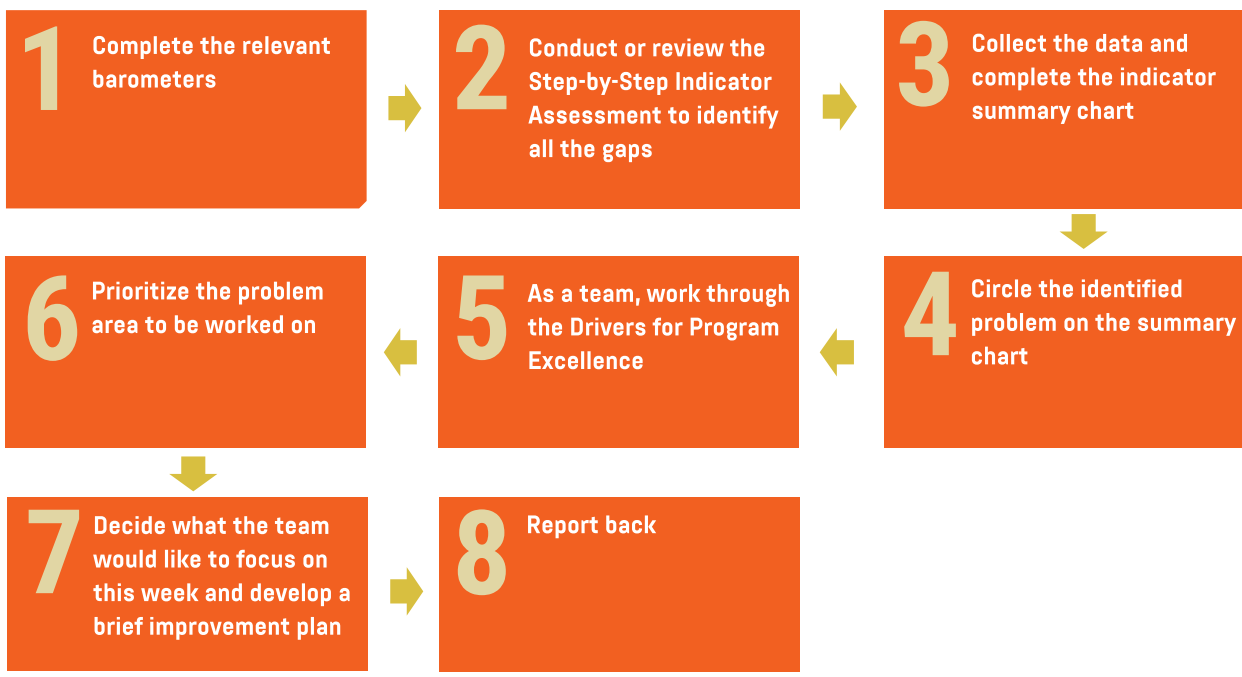 1
Complete the relevant
barometers
2
Conduct or review the
Step-by-Step Indicator
Assessment to identify
all the gaps
3
Collect the data and
complete the indicator
summary chart
4
Circle the identified
problem on the summary
chart
5
As a team, work through
the Drivers for Program
Excellence
6
Prioritize the problem
area to be worked on
7
Decide what the team
would like to focus on
this week and develop a
brief improvement plan
8
Report back